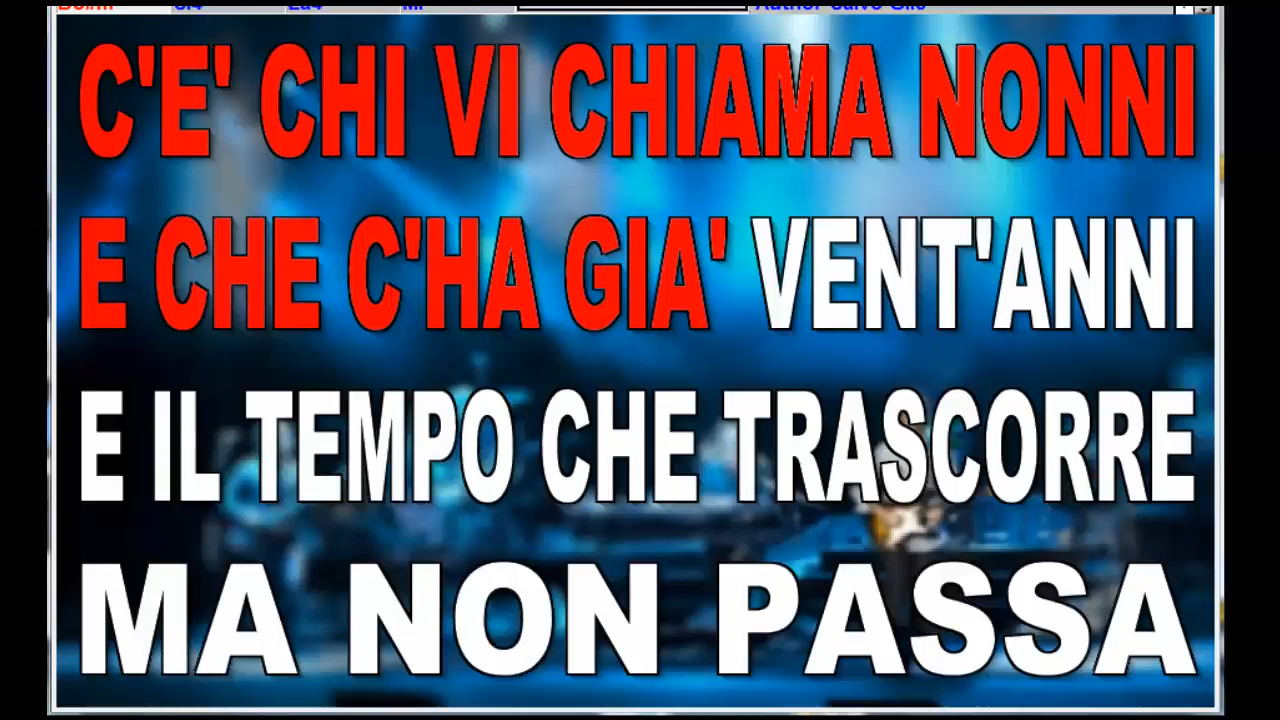 C'E' CHI VI CHIAMA NONNI
E CHE C'HA GIA' VENT'ANNI
E IL TEMPO CHE TRASCORRE
MA NON PASSA